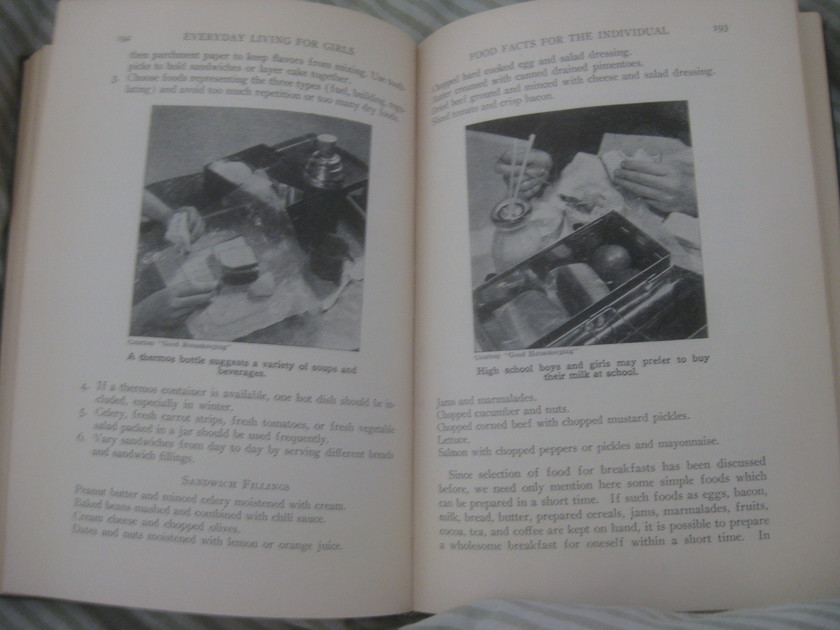 192 EVERYDAY LIVING FOR GIRLS
then parchment paper to keep flavors from mixing. Use tooth-
picks to hold sandwiches or layer cake together.
3. Choose foods representing the three types (fuel, building, regu-
lating) and avoid too much repetition or too many dry foods.
Courtesy "Good Housekeeping"
A thermos bottle suggests a variety of soups and
beverages.
4. If a thermos container is available, one hot dish should be in-
cluded, especially in winter.
5. Celery, fresh carrot strips, fresh tomatoes, or fresh vegetable
salad packed in a jar should be used frequently.
6. Vary sandwiches from day to day by serving different breads
and sandwich fillings.
SANDWICH FILLINGS
Peanut butter and minced celery moistened with cream.
Baked beans mashed and combined with chili sauce.
Cream cheese and chopped olives.
Dates and nuts moistened with lemon or orange juice.
FOOD FACTS FOR THE INDIVIDUAL 193
Chopped hard cooked egg and salad dressing.
Butter creamed with canned drained pimentoes.
Dried beef ground and minced with cheese and salad dressing.
Sliced tomato and crisp bacon.
Courtesy "Good Housekeeping"
High school boys and girls may prefer to buy
their milk at school.
Jams and marmalades.
Chopped cucumber and nuts.
Chopped corned beef with chopped mustard pickles.
Lettuce.
Salmon with chopped peppers or pickles and mayonnaise.
Since selection of food for breakfasts has been discussed
before, we need only mention here some simple foods which
can be prepared in a short time. If such foods as eggs, bacon,
milk, bread, butter, prepared cereals, jams, marmalades, fruits,
cocoa, tea, and coffee are kept on hand, it is possible to prepare
a wholesome breakfast for oneself within a short time. In